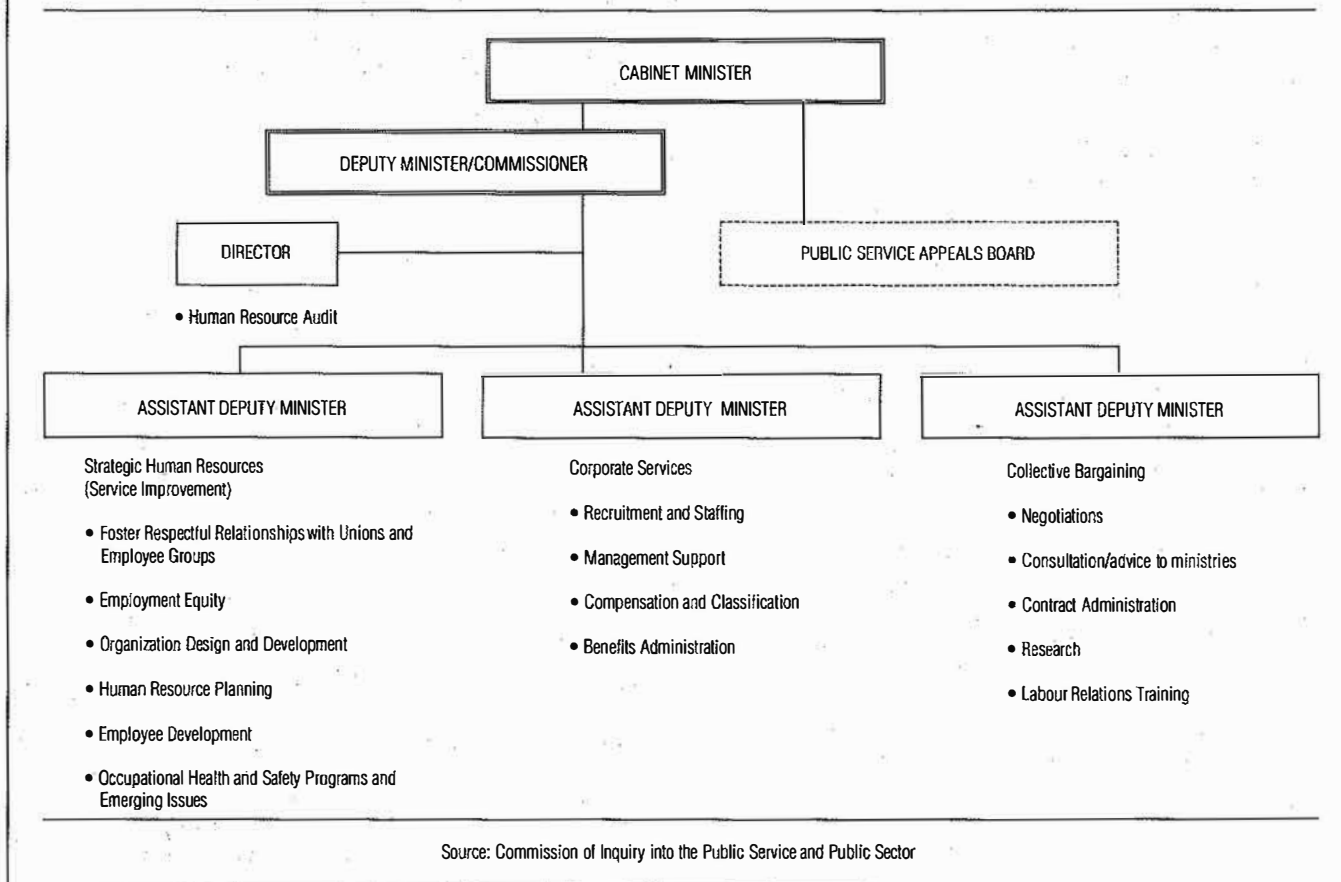 CABINET MINISTER
DEPUTY MINISTER/COMMISSIONER
DIRECTOR
PUBLIC SERVICE APPEALS BOARD
• Human Resource Audit
ASSISTANT DEPUTY MINISTER
Strategic Human Resources
(Service Improvement)
• Foster Respectful Relationships with Unions and
Employee Groups
• Employment Equity
• Organization Design and Development
• Human Resource Planning
• Employee Development
• Occupational Health and Safety Programs and
Emerging Issues
ASSISTANT DEPUTY MINISTER
Corporate Services
• Recruitment and Staffing
• Management Support
• Compensation and Classification
• Benefits Administration
ASSISTANT DEPUTY MINISTER
Collective Bargaining
• Negotiations
• Consultation/advice to ministries
• Contract Administration
• Research
• Labour Relations Training
Source: Commission of Inquiry into the Public Service and Public Sector